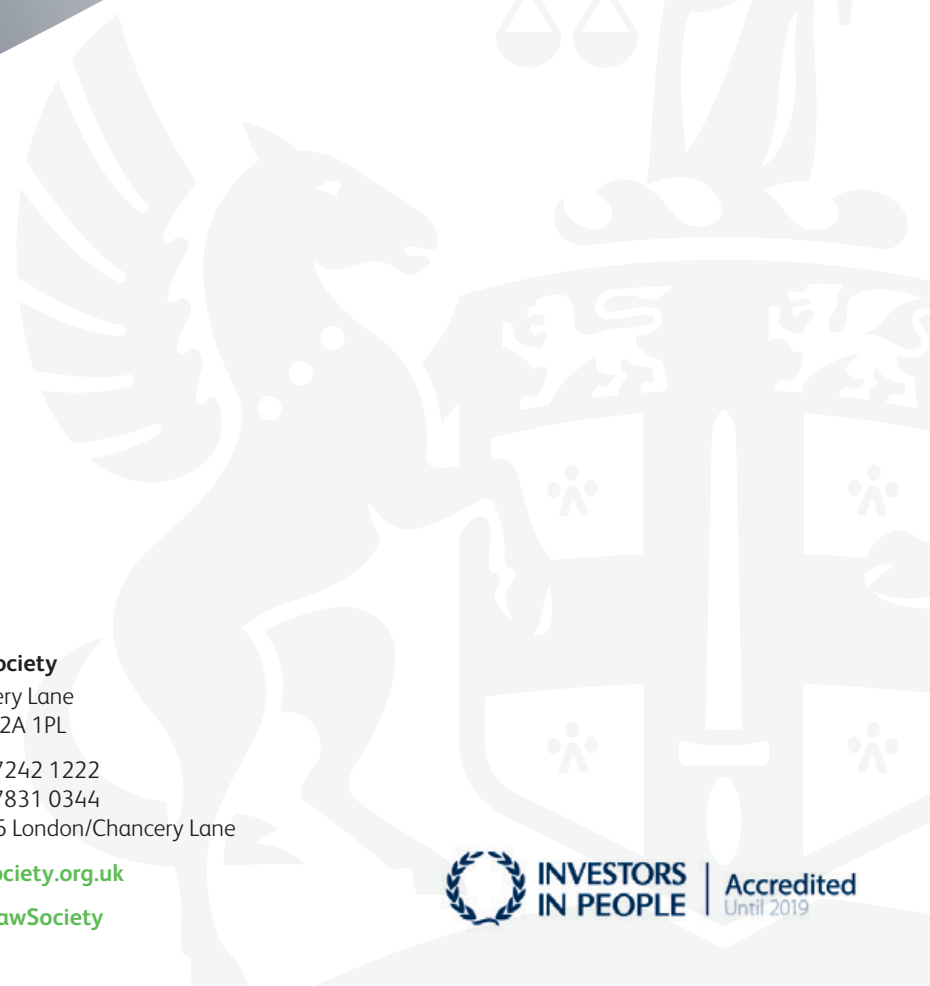 ociety
ery Lane
2A 1PL
7242 1222
7831 0344
6 London/Chancery Lane
ociety.org.uk
awSociety
INVESTORS
IN PEOPLE
Accredited
Until 2019